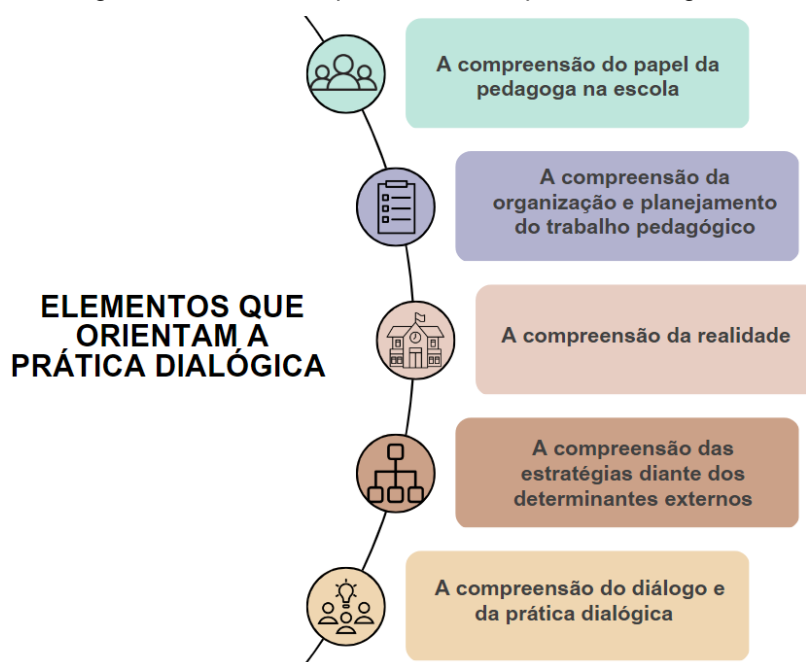 A compreensão do papel da
pedagoga na escola
A compreensão da
organização e planejamento
do trabalho pedagógico
ELEMENTOS QUE
ORIENTAM A
PRÁTICA DIALÓGICA
A compreensão da realidade
A compreensão das
estratégias diante dos
determinantes externos
A compreensão do diálogo e
da prática dialógica